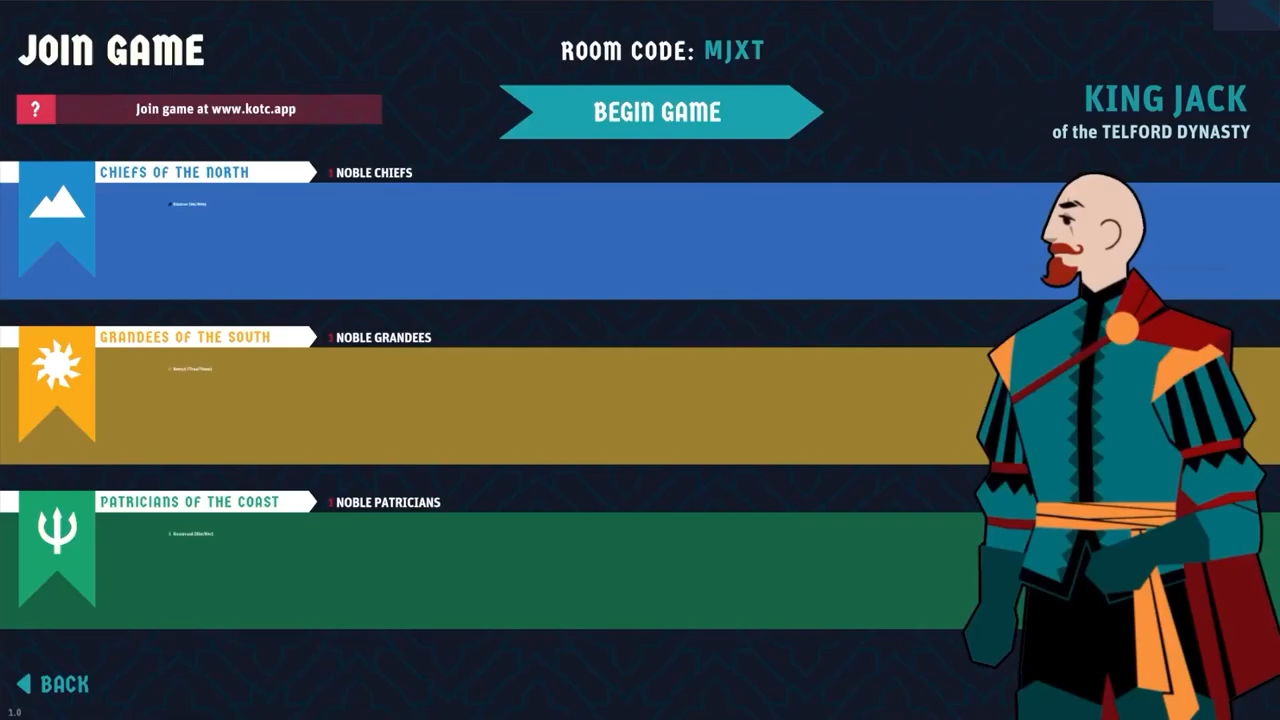 JOIN GAME
ROOM CODE: MJXT
? Join game at www.kotc.app
BEGIN GAME
KING JACK
of the TELFORD DYNASTY
CHIEFS OF THE NORTH
NOBLE CHIEFS
GRANDEES OF THE SOUTH
NOBLE GRANDEES
PATRICIANS OF THE COAST
NOBLE PATRICIANS
BACK
1.0